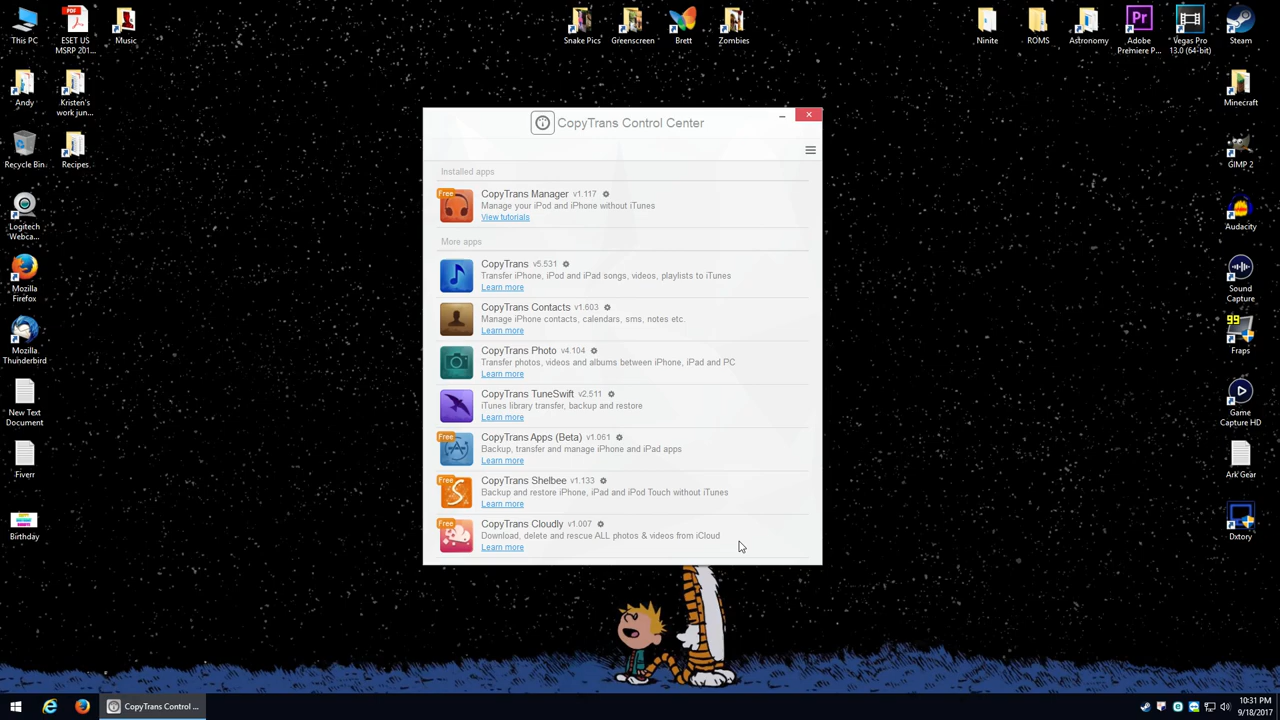 This PC
ESET US
MSRP 201...
Music
Snake Pics
Greenscreen
Brett
Zombies
Ninite
ROMS
Astronomy
Adobe
Premiere P...
Vegas Pro
13.0 (64-bit)
Steam
Andy
Kristen's
work jun...
Minecraft
Recycle Bin
Recipes
GIMP 2
Logitech
Webca...
Audacity
Mozilla
Firefox
Sound
Capture
Mozilla
Thunderbird
99
Fraps
New Text
Document
Game
Capture HD
Fiverr
Ark Gear
Birthday
Dxtory
CopyTrans Control Center
Installed apps
Free
CopyTrans Manager v1.117
Manage your iPod and iPhone without iTunes
View tutorials
More apps
CopyTrans v5.531
Transfer iPhone, iPod and iPad songs, videos, playlists to iTunes
Learn more
CopyTrans Contacts v1.603
Manage iPhone contacts, calendars, sms, notes etc.
Learn more
CopyTrans Photo v4.104
Transfer photos, videos and albums between iPhone, iPad and PC
Learn more
CopyTrans TuneSwift v2.511
iTunes library transfer, backup and restore
Learn more
Free
CopyTrans Apps (Beta) v1.061
Backup, transfer and manage iPhone and iPad apps
Learn more
Free
CopyTrans Shelbee v1.133
Backup and restore iPhone, iPad and iPod Touch without iTunes
Learn more
Free
CopyTrans Cloudly v1.007
Download, delete and rescue ALL photos & videos from iCloud
Learn more
CopyTrans Control ...
10:31 PM
9/18/2017